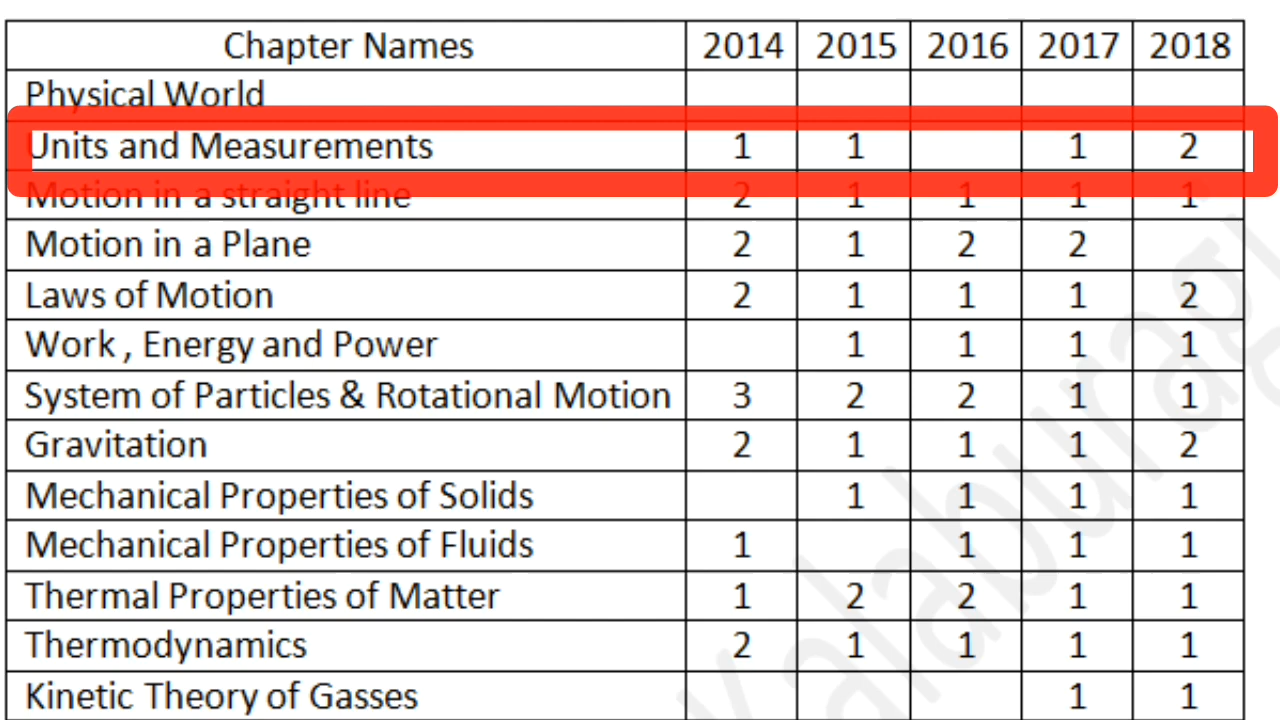 Chapter Names 2014 2015 2016 2017 2018
Physical World
Units and Measurements 1 1 1 2
Motion in a straight line 2 1 1 1 1
Motion in a Plane 2 1 2 2
Laws of Motion 2 1 1 1 2
Work , Energy and Power 1 1 1 1
System of Particles & Rotational Motion 3 2 2 1 1
Gravitation 2 1 1 1 2
Mechanical Properties of Solids 1 1 1 1
Mechanical Properties of Fluids 1 1 1 1
Thermal Properties of Matter 1 2 2 1 1
Thermodynamics 2 1 1 1 1
Kinetic Theory of Gasses 1 1
Kalaburagi